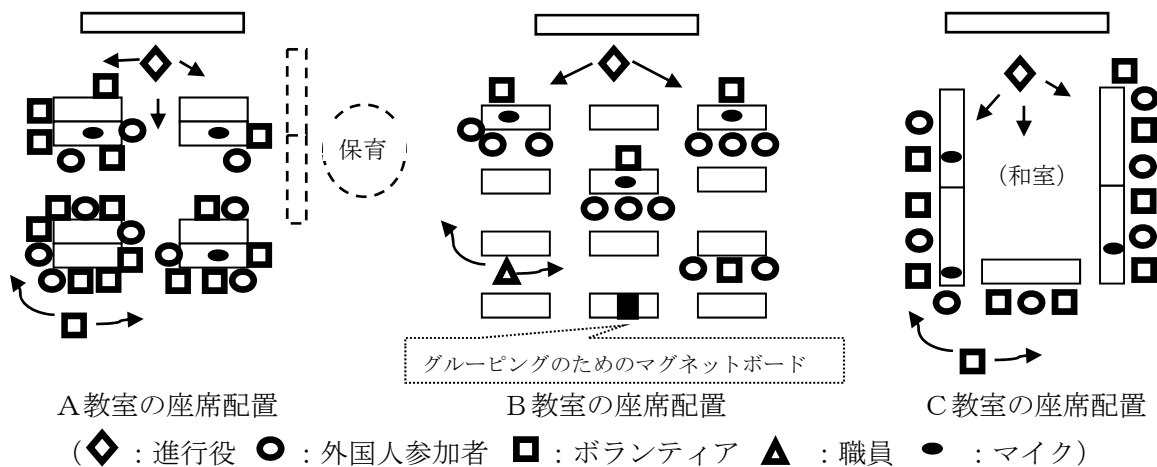 保育
（和室）
グルーピングのためのマグネットボード
Ａ教室の座席配置
Ｂ教室の座席配置
Ｃ教室の座席配置
（◇：進行役 ○：外国人参加者 □：ボランティア △：職員 ●：マイク）